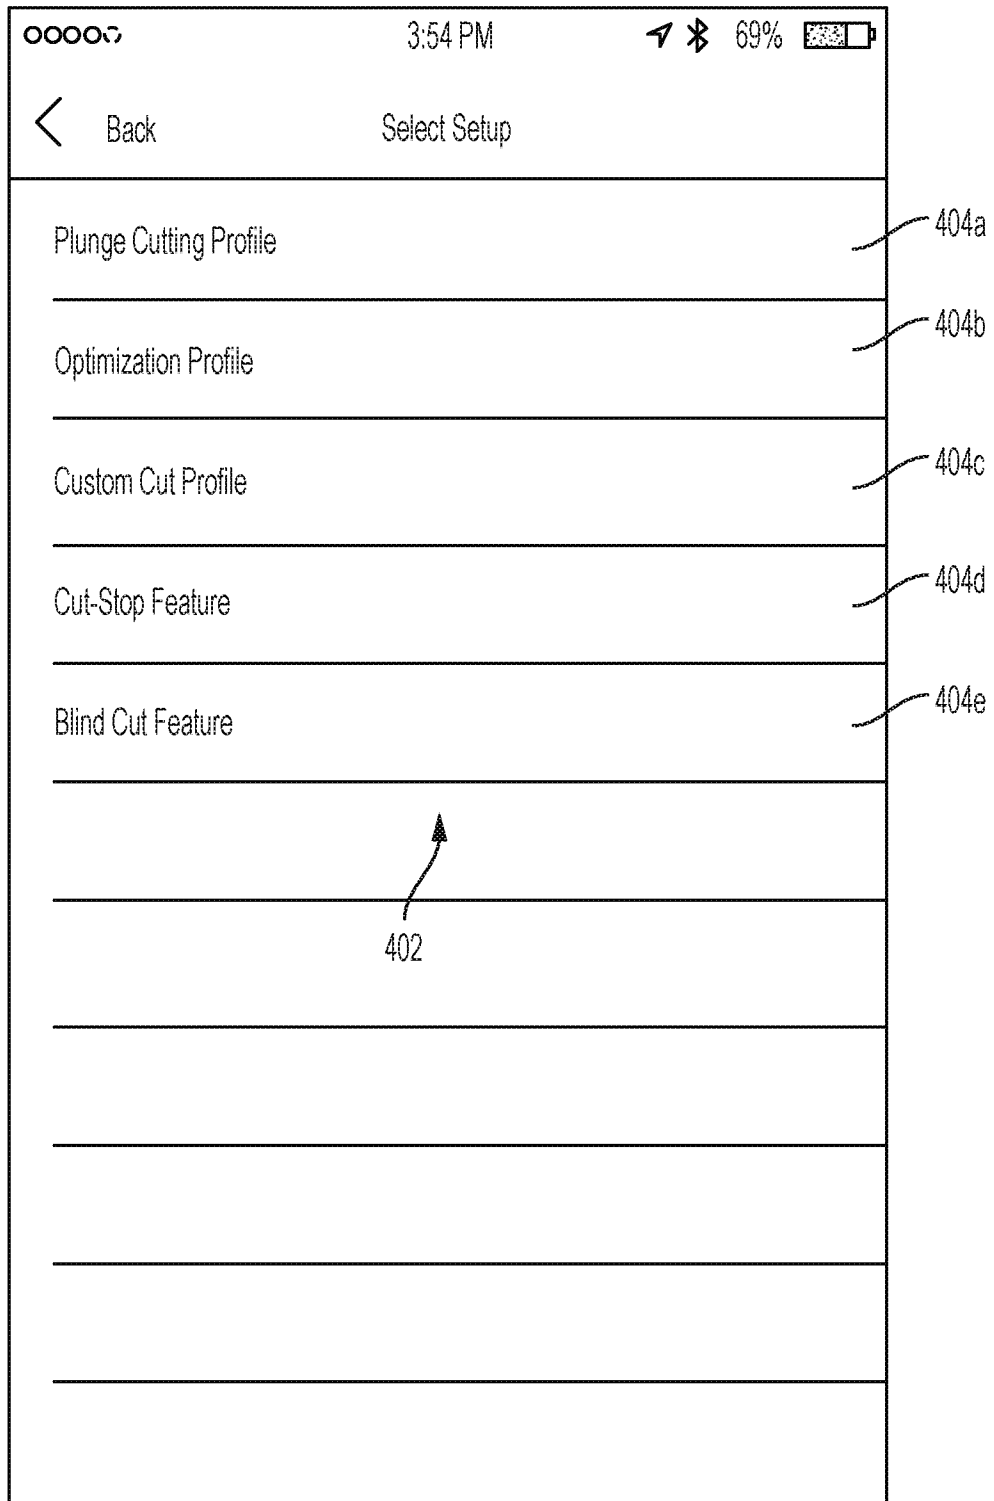 3:54 PM 69%
Back Select Setup
Plunge Cutting Profile 404a
Optimization Profile 404b
Custom Cut Profile 404c
Cut-Stop Feature 404d
Blind Cut Feature 404e
402